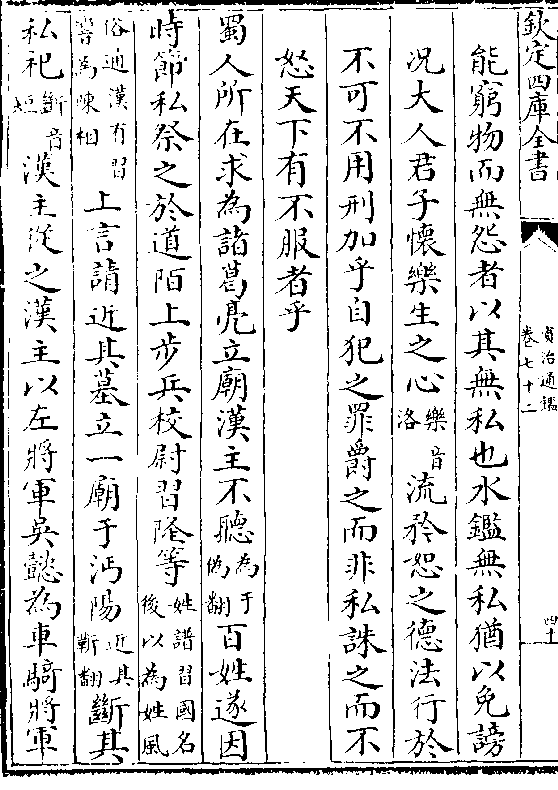 欽定四庫全書
資治通鑑
卷七十二
四十
能窮物而無怨者以其無私也水鑑無私猶以免謗
況大人君子懷樂生之心樂音洛流矜恕之德法行於
不可不用刑加乎自犯之罪爵之而非私誅之而不
怒天下有不服者乎
蜀人所在求為諸葛亮立廟漢主不聽為于偽翻百姓遂因
時節私祭之於道陌上步兵校尉習隆等姓譜習國名後以為姓風
俗通漢有習響為陳相上言請近其墓立一廟于沔陽近其靳翻斷其
私祀斷音短漢主從之漢主以左將軍吳懿為車騎將軍